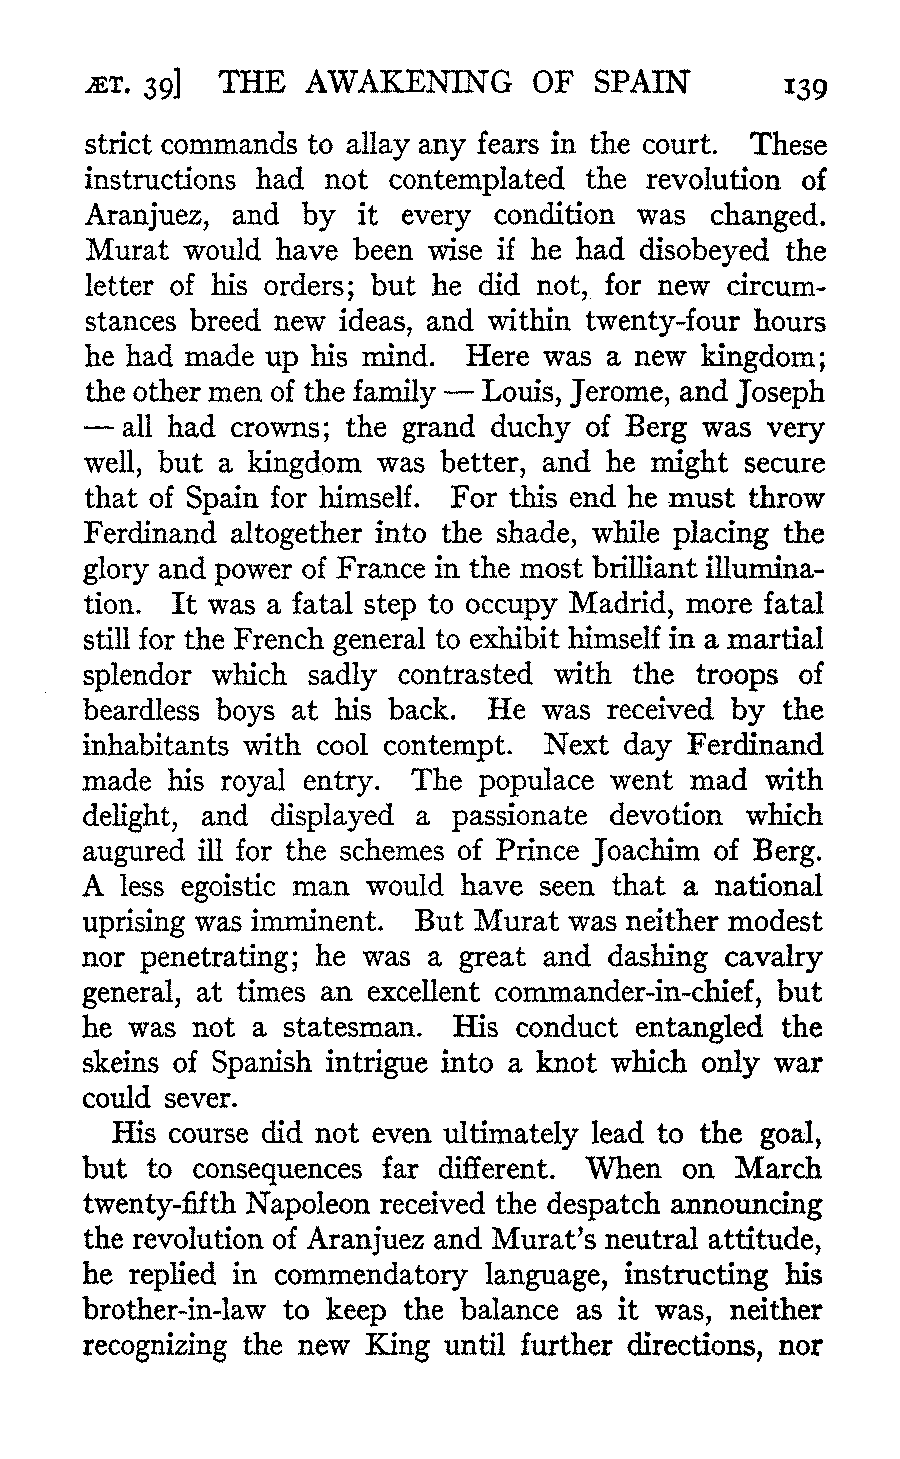 ÆT. 39] THE AWAKENING OF SPAIN 139
strict commands to allay any fears in the court. These
instructions had not contemplated the revolution of
Aranjuez, and by it every condition was changed.
Murat would have been wise if he had disobeyed the
letter of his orders; but he did not, for new circum-
stances breed new ideas, and within twenty-four hours
he had made up his mind. Here was a new kingdom;
the other men of the family — Louis, Jerome, and Joseph
— all had crowns; the grand duchy of Berg was very
well, but a kingdom was better, and he might secure
that of Spain for himself. For this end he must throw
Ferdinand altogether into the shade, while placing the
glory and power of France in the most brilliant illumina-
tion. It was a fatal step to occupy Madrid, more fatal
still for the French general to exhibit himself in a martial
splendor which sadly contrasted with the troops of
beardless boys at his back. He was received by the
inhabitants with cool contempt. Next day Ferdinand
made his royal entry. The populace went mad with
delight, and displayed a passionate devotion which
augured ill for the schemes of Prince Joachim of Berg.
A less egoistic man would have seen that a national
uprising was imminent. But Murat was neither modest
nor penetrating; he was a great and dashing cavalry
general, at times an excellent commander-in-chief, but
he was not a statesman. His conduct entangled the
skeins of Spanish intrigue into a knot which only war
could sever.
His course did not even ultimately lead to the goal,
but to consequences far different. When on March
twenty-fifth Napoleon received the despatch announcing
the revolution of Aranjuez and Murat's neutral attitude,
he replied in commendatory language, instructing his
brother-in-law to keep the balance as it was, neither
recognizing the new King until further directions, nor